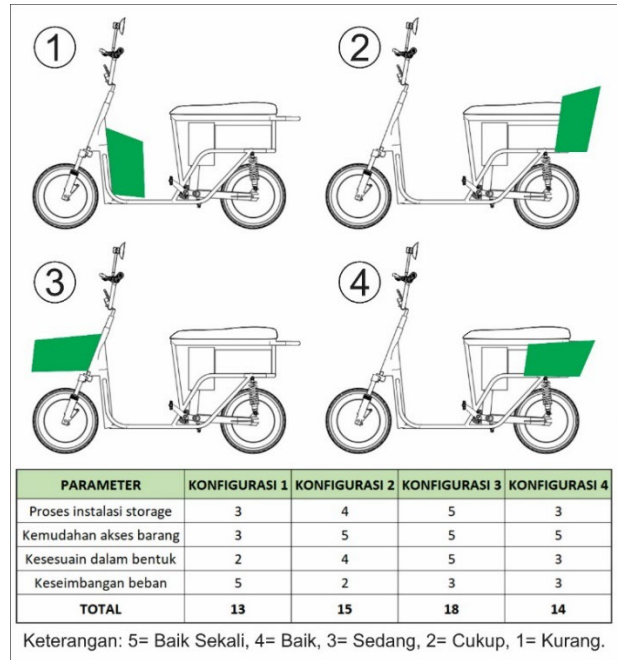 1
2
3
4
PARAMETER KONFIGURASI 1 KONFIGURASI 2 KONFIGURASI 3 KONFIGURASI 4
Proses instalasi storage 3 4 5 3
Kemudahan akses barang 3 5 5 5
Kesesuain dalam bentuk 2 4 5 3
Keseimbangan beban 5 2 3 3
TOTAL 13 15 18 14
Keterangan: 5= Baik Sekali, 4= Baik, 3= Sedang, 2= Cukup, 1= Kurang.